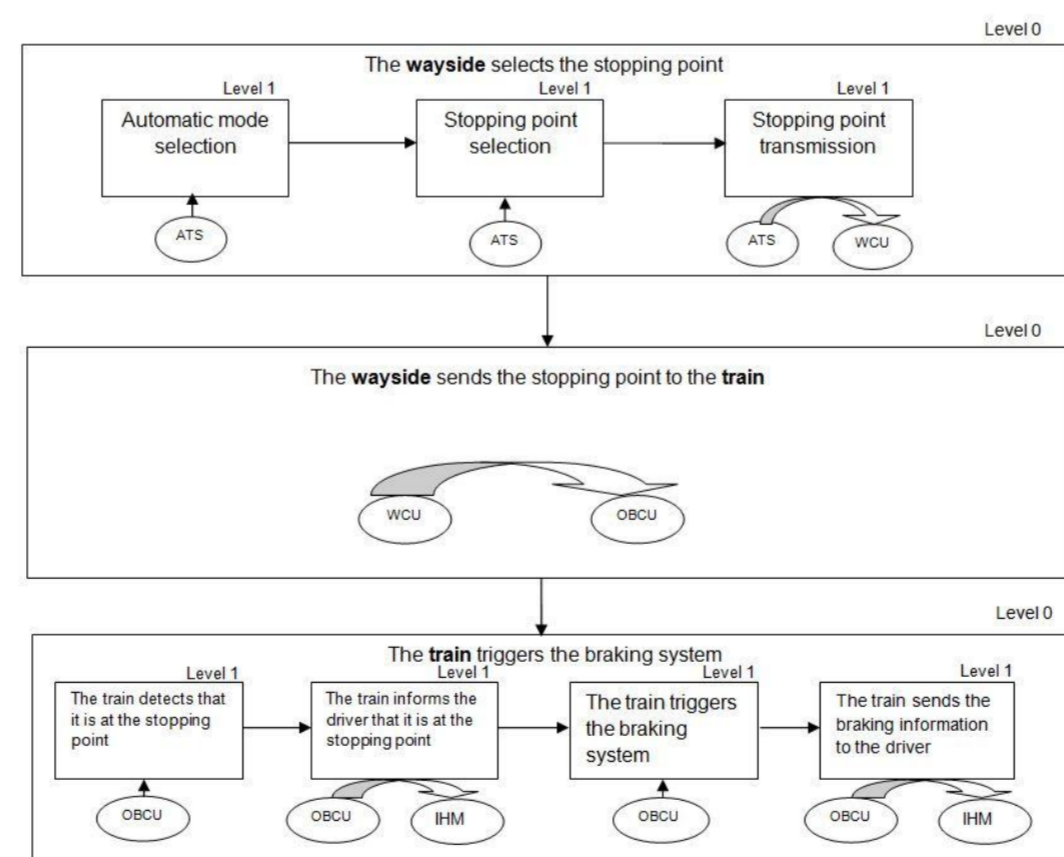 Level 0
The wayside selects the stopping point
Level 1
Level 1
Level 1
Automatic mode
selection
Stopping point
selection
Stopping point
transmission
ATS
ATS
ATS
WCU
Level 0
The wayside sends the stopping point to the train
WCU
OBCU
Level 0
The train triggers the braking system
Level 1
Level 1
Level 1
Level 1
The train detects that
it is at the stopping
point
The train informs the
driver that it is at the
stopping point
The train triggers
the braking
system
The train sends the
braking information
to the driver
OBCU
OBCU
IHM
OBCU
OBCU
IHM